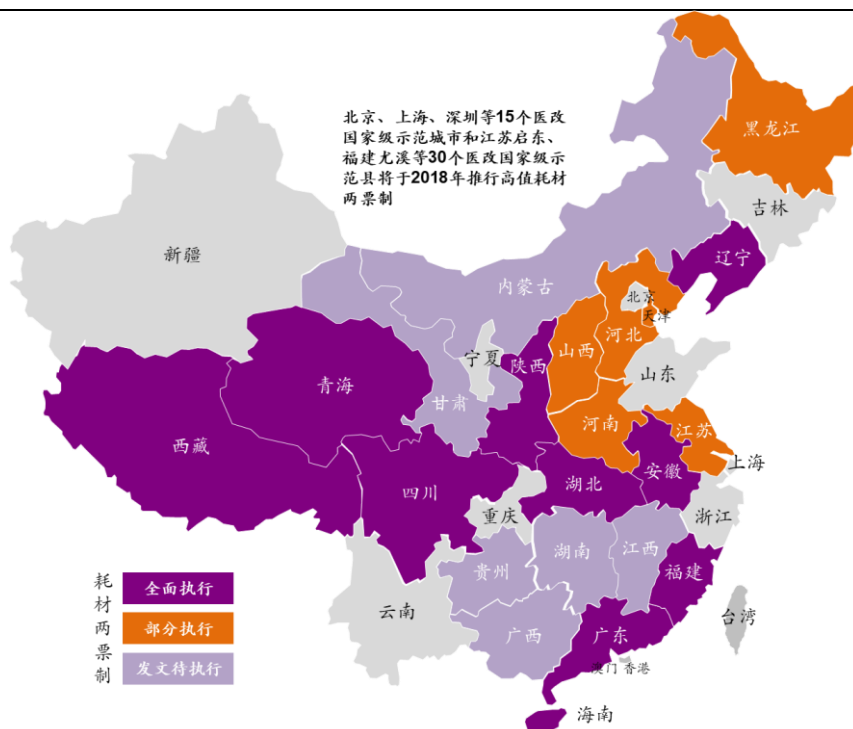 北京、上海、深圳等15个医改
国家级示范城市和江苏启东、
福建尤溪等30个医改国家级示
范县将于2018年推行高值耗材
两票制
黑龙江
吉林
辽宁
新疆
内蒙古
北京
天津
河北
山西
宁夏
陕西
山东
青海
甘肃
河南
江苏
西藏
安徽
上海
四川
湖北
重庆
浙江
湖南
江西
贵州
福建
云南
广西
广东
台湾
澳门 香港
海南
耗材两票制
全面执行
部分执行
发文待执行